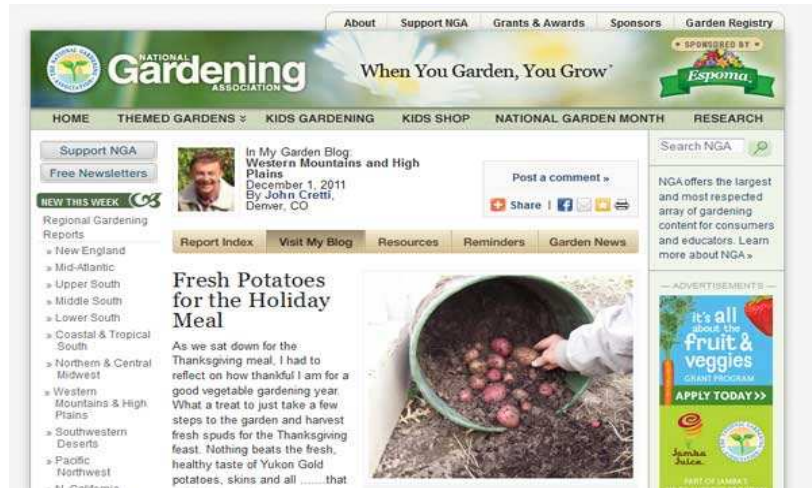 About Support NGA Grants & Awards Sponsors Garden Registry
THE NATIONAL GARDENING ASSOCIATION
NATIONAL
Gardening
ASSOCIATION
When You Garden, You Grow
• SPONSORED BY •
Espoma
HOME THEMED GARDENS KIDS GARDENING KIDS SHOP NATIONAL GARDEN MONTH RESEARCH
Support NGA
Free Newsletters
NEW THIS WEEK
Regional Gardening
Reports
» New England
» Mid-Atlantic
» Upper South
» Middle South
» Lower South
» Coastal & Tropical
South
» Northern & Central
Midwest
» Western
Mountains & High
Plains
» Southwestern
Deserts
» Pacific
Northwest
» N. California
In My Garden Blog:
Western Mountains and High
Plains
December 1, 2011
By John Cretti,
Denver, CO
Post a comment »
Share |
Report Index Visit My Blog Resources Reminders Garden News
Fresh Potatoes
for the Holiday
Meal
As we sat down for the
Thanksgiving meal, I had to
reflect on how thankful I am for a
good vegetable gardening year.
What a treat to just take a few
steps to the garden and harvest
fresh spuds for the Thanksgiving
feast. Nothing beats the fresh,
healthy taste of Yukon Gold
potatoes, skins and all .......that
Search NGA
NGA offers the largest
and most respected
array of gardening
content for consumers
and educators. Learn
more about NGA »
— ADVERTISEMENTS —
it's all
about the
fruit &
veggies
GRANT PROGRAM
APPLY TODAY >>
Jamba
Juice
PART OF JAMBA'S